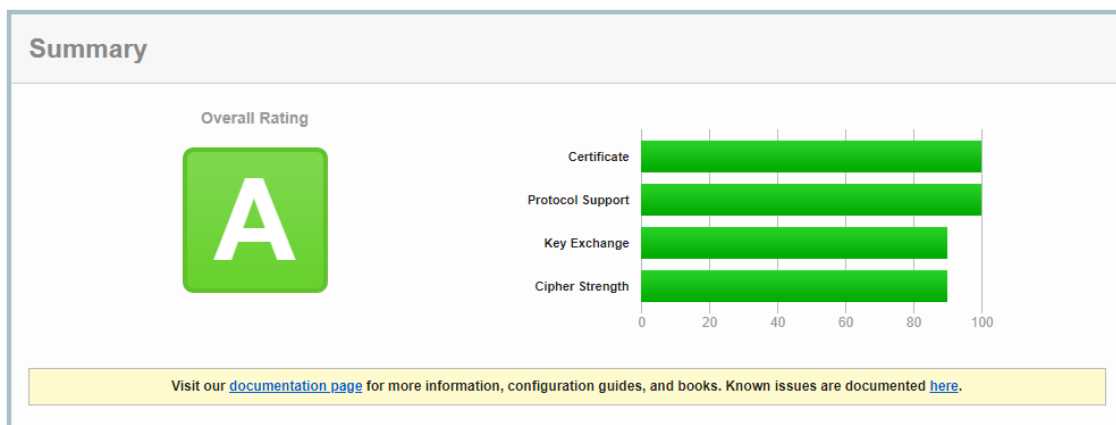 Summary
Overall Rating
A
Certificate
Protocol Support
Key Exchange
Cipher Strength
0 20 40 60 80 100
Visit our documentation page for more information, configuration guides, and books. Known issues are documented here.